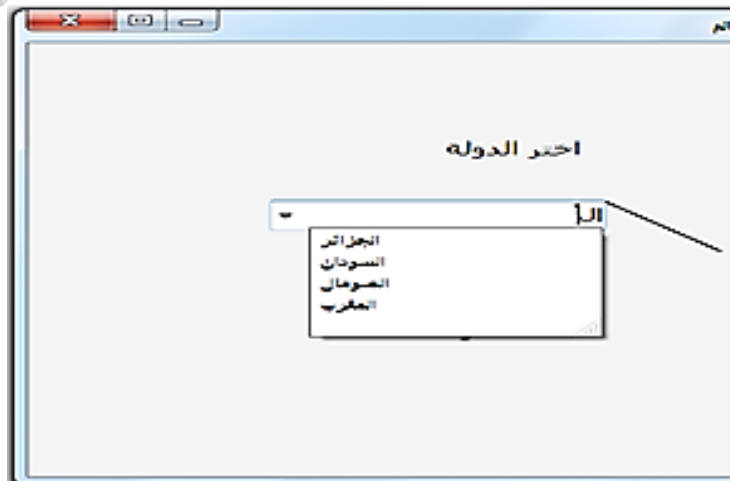 اختر الدولة
ال
الجزائر
السودان
الصومال
المغرب